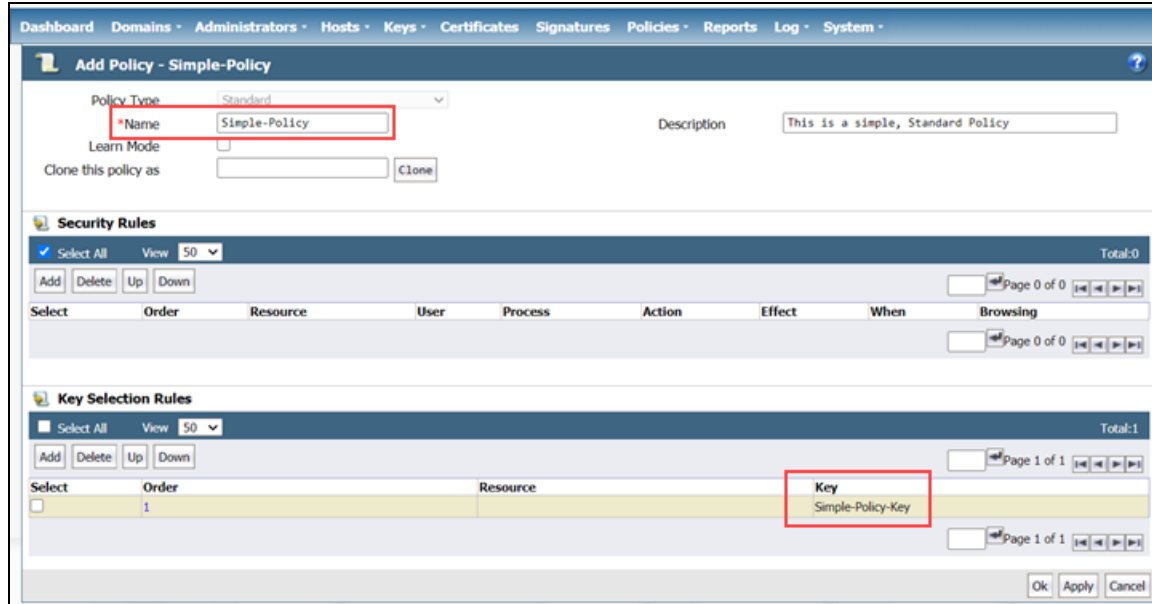 Dashboard Domains Administrators Hosts Keys Certificates Signatures Policies Reports Log System
Add Policy - Simple-Policy ?
Policy Type Standard
*Name Simple-Policy Description This is a simple, Standard Policy
Learn Mode
Clone this policy as Clone
Security Rules
Select All View 50 Total:0
Add Delete Up Down Page 0 of 0
Select Order Resource User Process Action Effect When Browsing
Page 0 of 0
Key Selection Rules
Select All View 50 Total:1
Add Delete Up Down Page 1 of 1
Select Order Resource Key
1 Simple-Policy-Key
Page 1 of 1
Ok Apply Cancel